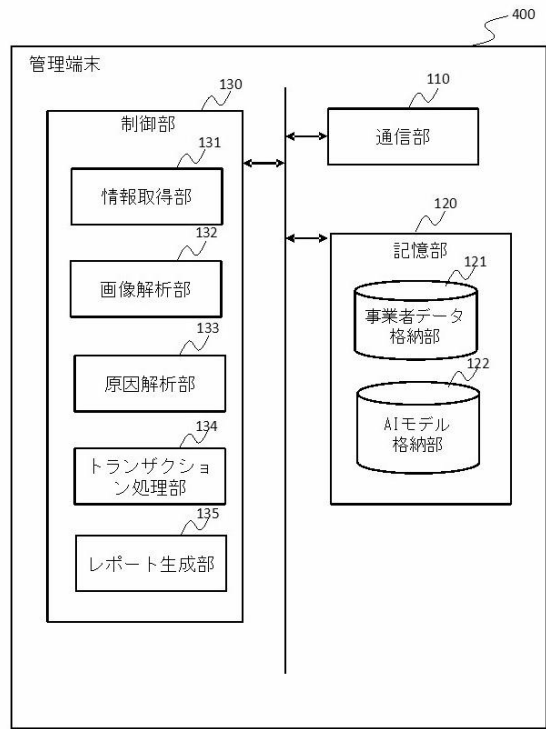 400
管理端末
130
制御部
131
情報取得部
132
画像解析部
133
原因解析部
134
トランザクショ
ン処理部
135
レポート生成部
110
通信部
120
記憶部
121
事業者データ
格納部
122
AIモデル
格納部